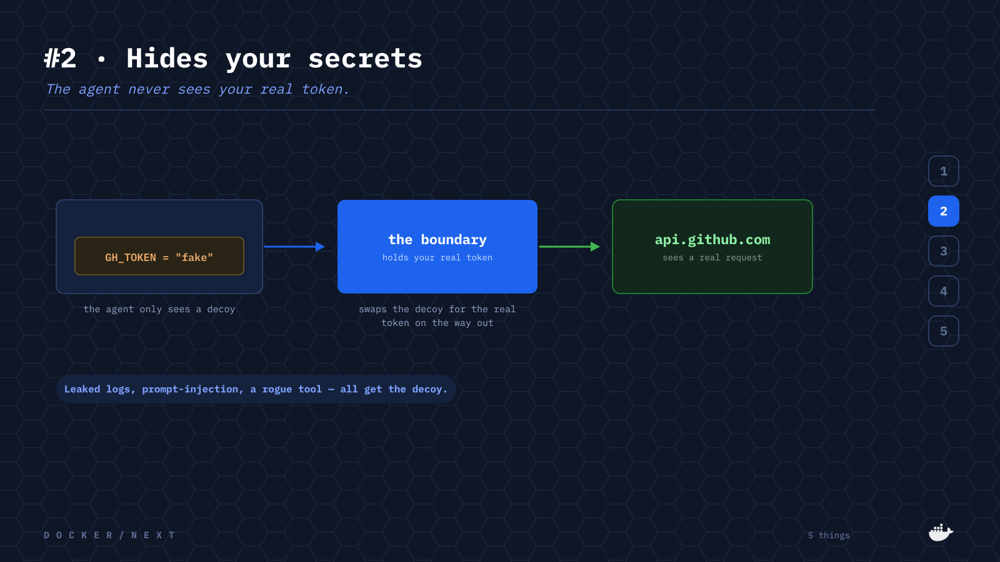 #2 · Hides your secrets
The agent never sees your real token.
GH_TOKEN = "fake"
the agent only sees a decoy
the boundary
holds your real token
swaps the decoy for the real
token on the way out
api.github.com
sees a real request
1
2
3
4
5
Leaked logs, prompt-injection, a rogue tool — all get the decoy.
DOCKER/NEXT
5 things